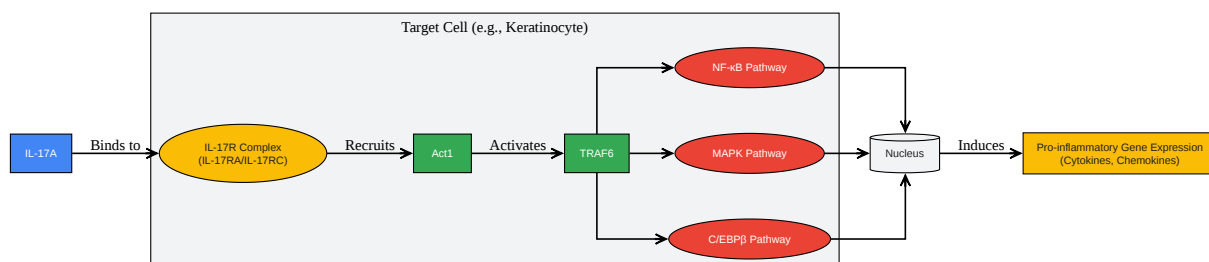 Target Cell (e.g., Keratinocyte)
NF-κB Pathway
IL-17A
Binds to
IL-17R Complex
(IL-17RA/IL-17RC)
Recruits
Act1
Activates
TRAF6
MAPK Pathway
Nucleus
Induces
Pro-inflammatory Gene Expression
(Cytokines, Chemokines)
C/EBPβ Pathway